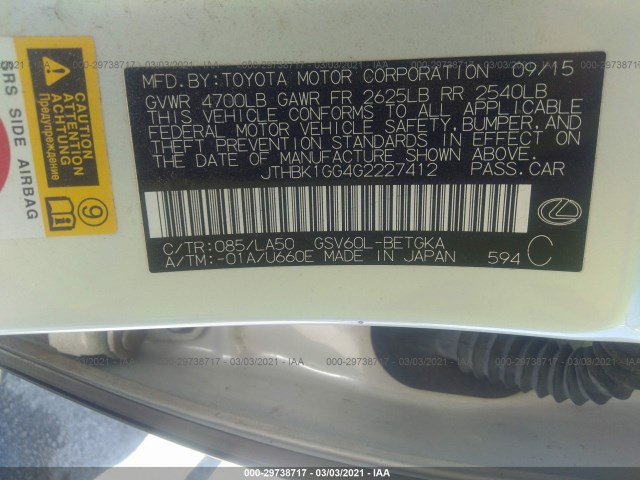 MFD.BY:TOYOTA MOTOR CORPORATION 09/15
GVWR 4700LB GAWR FR 2625LB RR 2540LB
THIS VEHICLE CONFORMS TO ALL APPLICABLE
FEDERAL MOTOR VEHICLE SAFETY,BUMPER,AND
THEFT PREVENTION STANDARDS IN EFFECT ON
THE DATE OF MANUFACTURE SHOWN ABOVE.
JTHBK1GG4G2227412 PASS.CAR
C/TR:085/LA50 GSV60L-BETGKA
A/TM:-01A/U660E MADE IN JAPAN 594 C
CAUTION
ATTENTION
ACHTUNG
Предупреждение
9
SRS SIDE AIRBAG
000-29738717 - 03/03/2021 - IAA
000-29738717 - 03/03/2021 - IAA
000-29738717 - 03/03/2021 - IAA